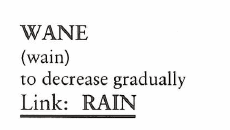 WANE
(wain)
to decrease gradually
Link: RAIN